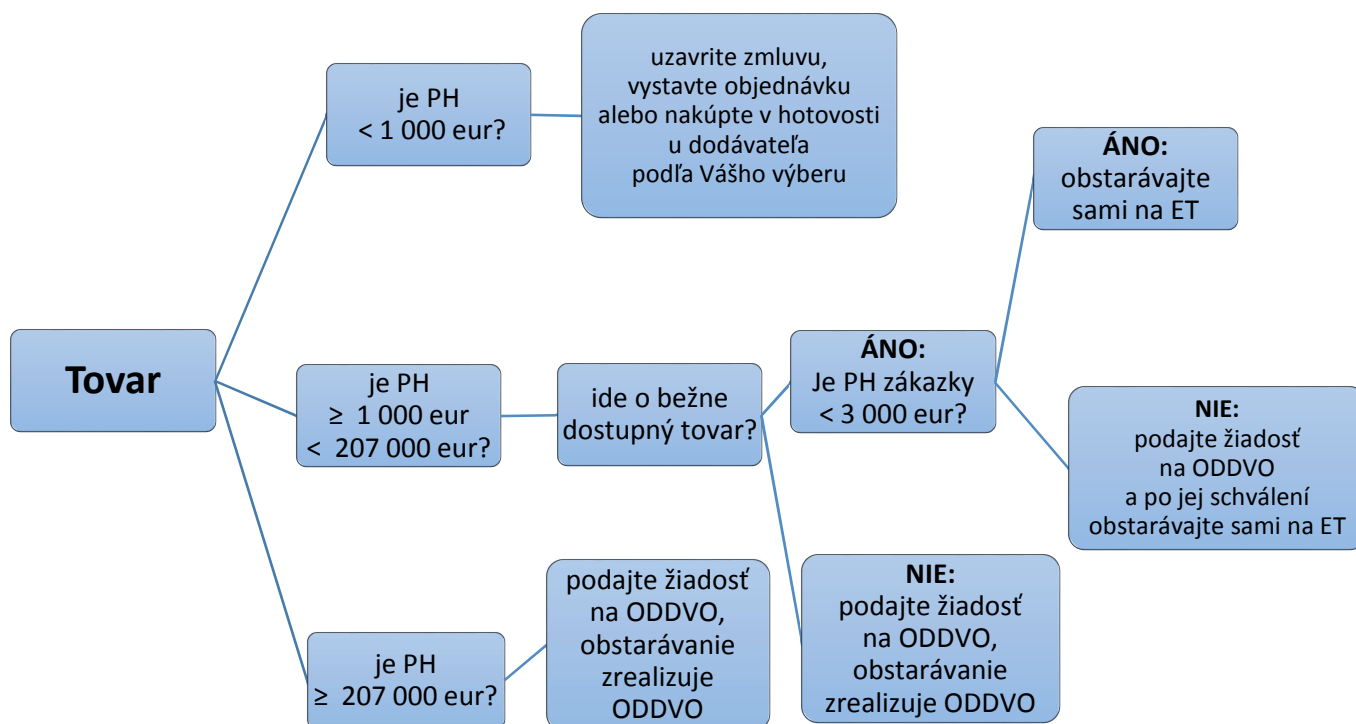 Tovar
je PH
< 1 000 eur?
uzavrite zmluvu,
vystavte objednávku
alebo nakúpte v hotovosti
u dodávateľa
podľa Vášho výberu
je PH
≥ 1 000 eur
< 207 000 eur?
ide o bežne
dostupný tovar?
ÁNO:
Je PH zákazky
< 3 000 eur?
ÁNO:
obstarávajte
sami na ET
NIE:
podajte žiadosť
na ODDVO
a po jej schválení
obstarávajte sami na ET
NIE:
podajte žiadosť
na ODDVO,
obstarávanie
zrealizuje ODDVO
je PH
≥ 207 000 eur?
podajte žiadosť
na ODDVO,
obstarávanie
zrealizuje
ODDVO